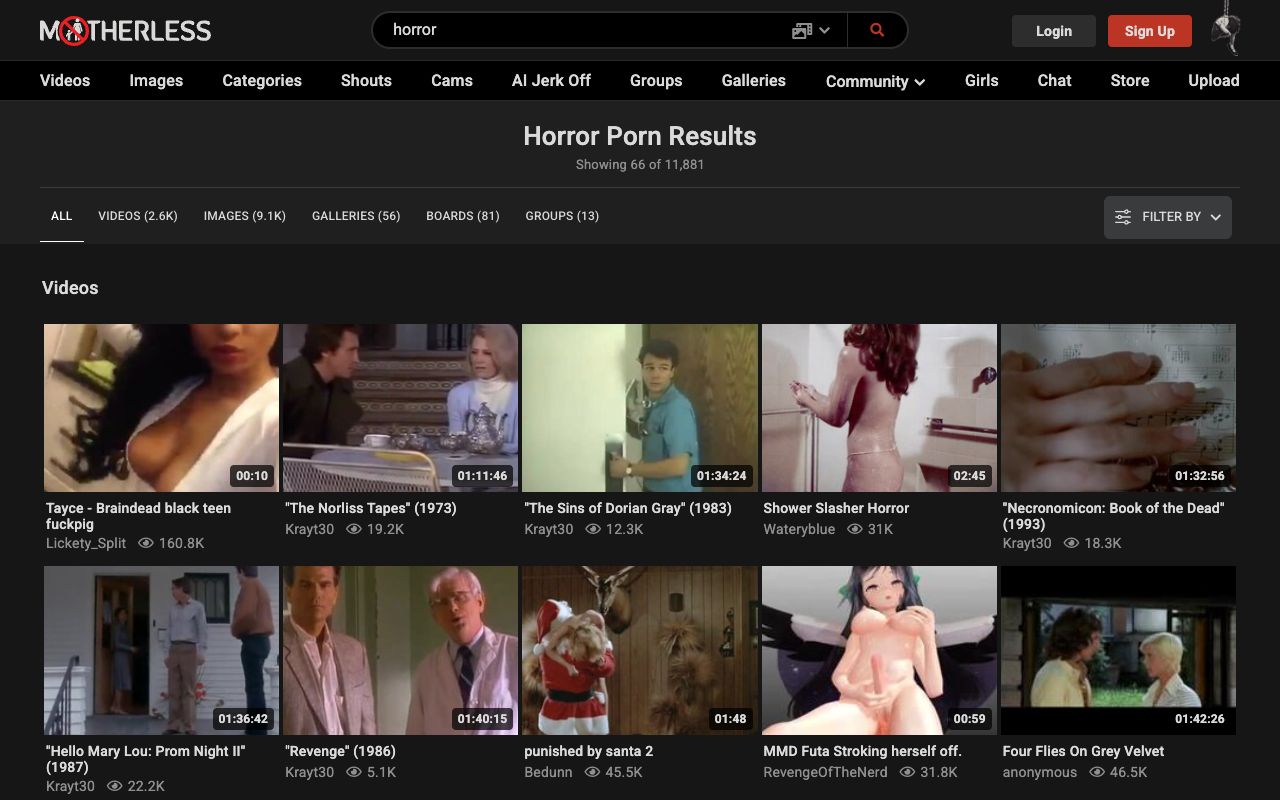 MOTHERLESS
horror
Login
Sign Up
Videos Images Categories Shouts Cams AI Jerk Off Groups Galleries Community Girls Chat Store Upload
Horror Porn Results
Showing 66 of 11,881
ALL VIDEOS (2.6K) IMAGES (9.1K) GALLERIES (56) BOARDS (81) GROUPS (13) FILTER BY
Videos
00:10 01:11:46 01:34:24 02:45 01:32:56
Tayce - Braindead black teen
fuckpig
Lickety_Split 160.8K
"The Norliss Tapes" (1973)
Krayt30 19.2K
"The Sins of Dorian Gray" (1983)
Krayt30 12.3K
Shower Slasher Horror
Wateryblue 31K
"Necronomicon: Book of the Dead"
(1993)
Krayt30 18.3K
01:36:42 01:40:15 01:48 00:59 01:42:26
"Hello Mary Lou: Prom Night II"
(1987)
Krayt30 22.2K
"Revenge" (1986)
Krayt30 5.1K
punished by santa 2
Bedunn 45.5K
MMD Futa Stroking herself off.
RevengeOfTheNerd 31.8K
Four Flies On Grey Velvet
anonymous 46.5K